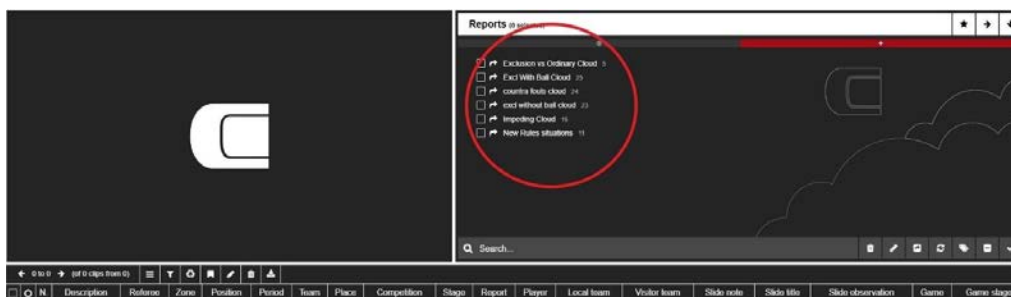 Reports (0 selected)
Exclusion vs Ordinary Cloud
Excl With Ball Cloud 25
countra fouls cloud 24
excl without ball cloud 23
Impeding Cloud
New Rules situations
Search...
0 to 0 (of 0 clips from 0)
N. Description Referee Zone Position Period Team Place Competition Stage Report Player Local team Visitor team Slide note Slide title Slide observation Game Game stage